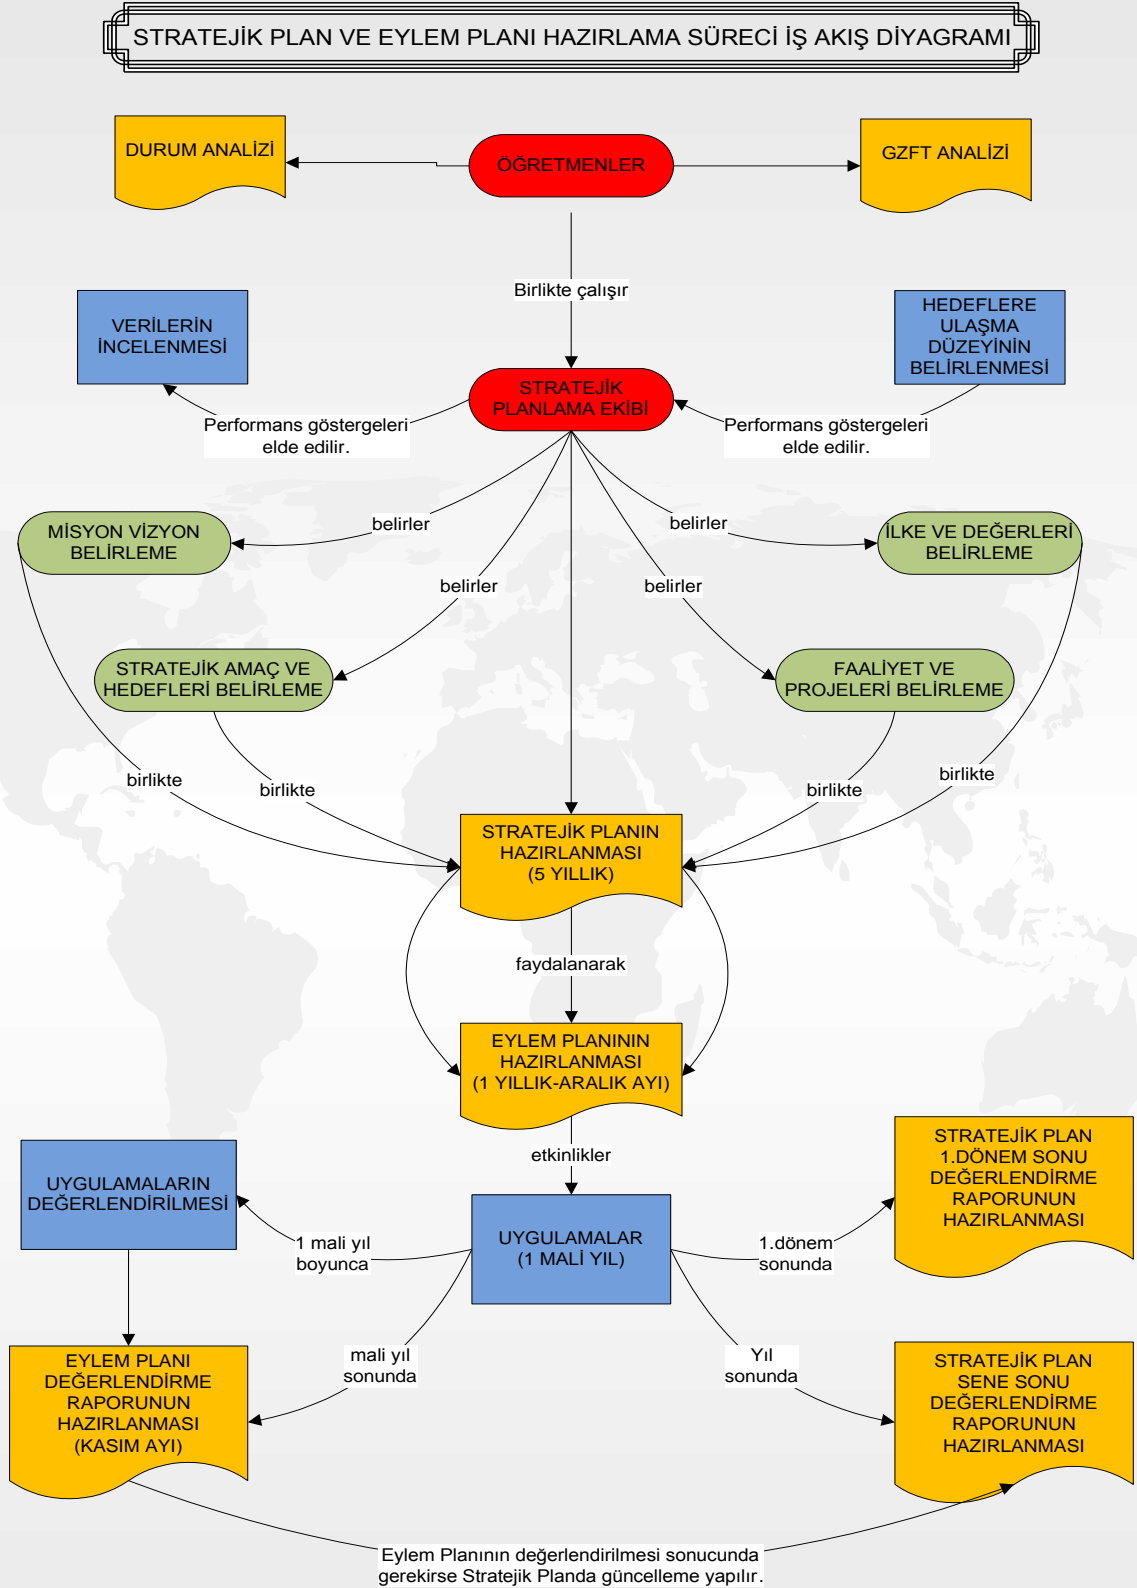 STRATEJİK PLAN VE EYLEM PLANI HAZIRLAMA SÜRECİ İŞ AKIŞ DİYAGRAMI
DURUM ANALİZİ
ÖĞRETMENLER
GZFT ANALİZİ
Birlikte çalışır
VERİLERİN
İNCELENMESİ
HEDEFLERE
ULAŞMA
DÜZEYİNİN
BELİRLENMESİ
STRATEJİK
PLANLAMA EKİBİ
Performans göstergeleri
elde edilir.
Performans göstergeleri
elde edilir.
MİSYON VİZYON
BELİRLEME
belirler
belirler
İLKE VE DEĞERLERİ
BELİRLEME
belirler
belirler
STRATEJİK AMAÇ VE
HEDEFLERİ BELİRLEME
FAALİYET VE
PROJELERİ BELİRLEME
birlikte
birlikte
birlikte
birlikte
STRATEJİK PLANIN
HAZIRLANMASI
(5 YILLIK)
faydalanarak
EYLEM PLANININ
HAZIRLANMASI
(1 YILLIK-ARALIK AYI)
etkinlikler
UYGULAMALARIN
DEĞERLENDİRİLMESİ
STRATEJİK PLAN
1.DÖNEM SONU
DEĞERLENDİRME
RAPORUNUN
HAZIRLANMASI
1 mali yıl
boyunca
UYGULAMALAR
(1 MALİ YIL)
1.dönem
sonunda
mali yıl
sonunda
Yıl
sonunda
EYLEM PLANI
DEĞERLENDİRME
RAPORUNUN
HAZIRLANMASI
(KASIM AYI)
STRATEJİK PLAN
SENE SONU
DEĞERLENDİRME
RAPORUNUN
HAZIRLANMASI
Eylem Planının değerlendirilmesi sonucunda
gerekirse Stratejik Planda güncelleme yapılır.